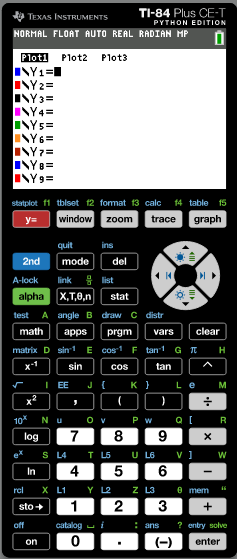 TEXAS INSTRUMENTS TI-84 Plus CE-T
PYTHON EDITION
NORMAL FLOAT AUTO REAL RADIAN MP
Plot1 Plot2 Plot3
\Y1=
\Y2=
\Y3=
\Y4=
\Y5=
\Y6=
\Y7=
\Y8=
\Y9=
statplot f1 tblset f2 format f3 calc f4 table f5
y= window zoom trace graph
quit ins
2nd mode del
A-lock link list
alpha X,T,θ,n stat
test A angle B draw C distr
math apps prgm vars clear
matrix D sin⁻¹ E cos⁻¹ F tan⁻¹ G π H
x⁻¹ sin cos tan ^
√ I EE J { K } L e M
x² , ( ) ÷
10ˣ N u O v P w Q [ R
log 7 8 9 ×
eˣ S L4 T L5 U L6 V ] W
ln 4 5 6 −
rcl X L1 Y L2 Z L3 θ mem "
sto→ 1 2 3 +
off catalog ␣ i : ans ? entry solve
on 0 . (−) enter